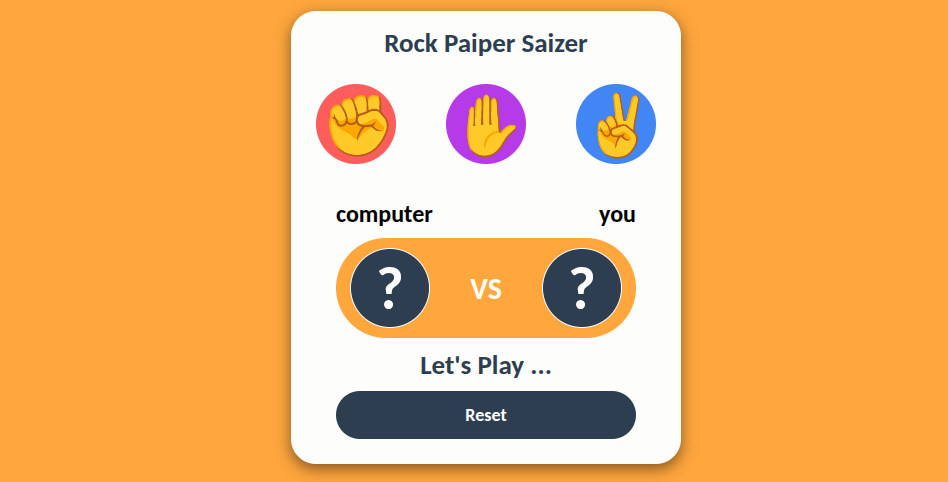 Rock Paiper Saizer
computer you
? VS ?
Let's Play ...
Reset